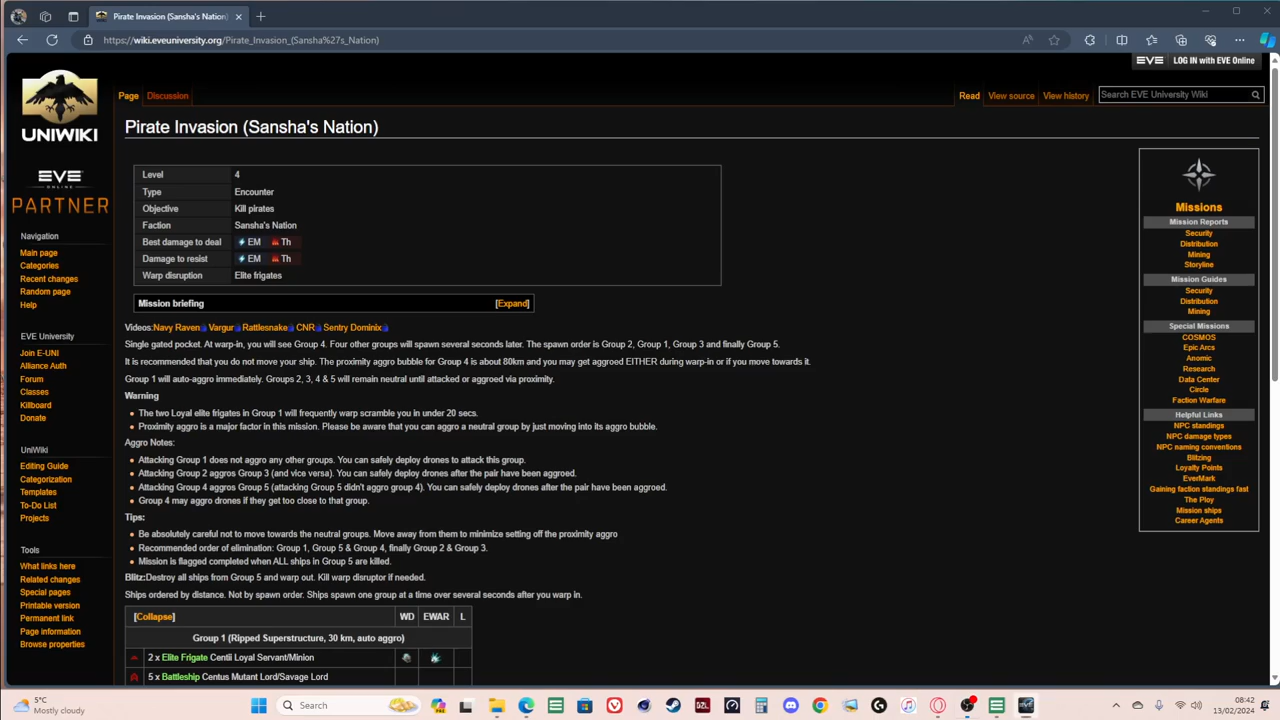 Pirate Invasion (Sansha's Nation)
https://wiki.eveuniversity.org/Pirate_Invasion_(Sansha%27s_Nation)
EVE LOG IN with EVE Online
Page Discussion Read View source View history Search EVE University Wiki
UNIWIKI
EVE
ONLINE
PARTNER
Navigation
Main page
Categories
Recent changes
Random page
Help
EVE University
Join E-UNI
Alliance Auth
Forum
Classes
Killboard
Donate
UniWiki
Editing Guide
Categorization
Templates
To-Do List
Projects
Tools
What links here
Related changes
Special pages
Printable version
Permanent link
Page information
Browse properties
Pirate Invasion (Sansha's Nation)
Level 4
Type Encounter
Objective Kill pirates
Faction Sansha's Nation
Best damage to deal EM Th
Damage to resist EM Th
Warp disruption Elite frigates
Mission briefing [Expand]
Videos: Navy Raven Vargur Rattlesnake CNR Sentry Dominix
Single gated pocket. At warp-in, you will see Group 4. Four other groups will spawn several seconds later. The spawn order is Group 2, Group 1, Group 3 and finally Group 5.
It is recommended that you do not move your ship. The proximity aggro bubble for Group 4 is about 80km and you may get aggroed EITHER during warp-in or if you move towards it.
Group 1 will auto-aggro immediately. Groups 2, 3, 4 & 5 will remain neutral until attacked or aggroed via proximity.
Warning
The two Loyal elite frigates in Group 1 will frequently warp scramble you in under 20 secs.
Proximity aggro is a major factor in this mission. Please be aware that you can aggro a neutral group by just moving into its aggro bubble.
Aggro Notes:
Attacking Group 1 does not aggro any other groups. You can safely deploy drones to attack this group.
Attacking Group 2 aggros Group 3 (and vice versa). You can safely deploy drones after the pair have been aggroed.
Attacking Group 4 aggros Group 5 (attacking Group 5 didn't aggro group 4). You can safely deploy drones after the pair have been aggroed.
Group 4 may aggro drones if they get too close to that group.
Tips:
Be absolutely careful not to move towards the neutral groups. Move away from them to minimize setting off the proximity aggro
Recommended order of elimination: Group 1, Group 5 & Group 4, finally Group 2 & Group 3.
Mission is flagged completed when ALL ships in Group 5 are killed.
Blitz:Destroy all ships from Group 5 and warp out. Kill warp disruptor if needed.
Ships ordered by distance. Not by spawn order. Ships spawn one group at a time over several seconds after you warp in.
[Collapse] WD EWAR L
Group 1 (Ripped Superstructure, 30 km, auto aggro)
2 x Elite Frigate Centii Loyal Servant/Minion
5 x Battleship Centus Mutant Lord/Savage Lord
Missions
Mission Reports
Security
Distribution
Mining
Storyline
Mission Guides
Security
Distribution
Mining
Special Missions
COSMOS
Epic Arcs
Anomic
Research
Data Center
Circle
Faction Warfare
Helpful Links
NPC standings
NPC damage types
NPC naming conventions
Blitzing
Loyalty Points
EverMark
Gaining faction standings fast
The Ploy
Mission ships
Career Agents
5°C
Mostly cloudy
Search
08:42
13/02/2024